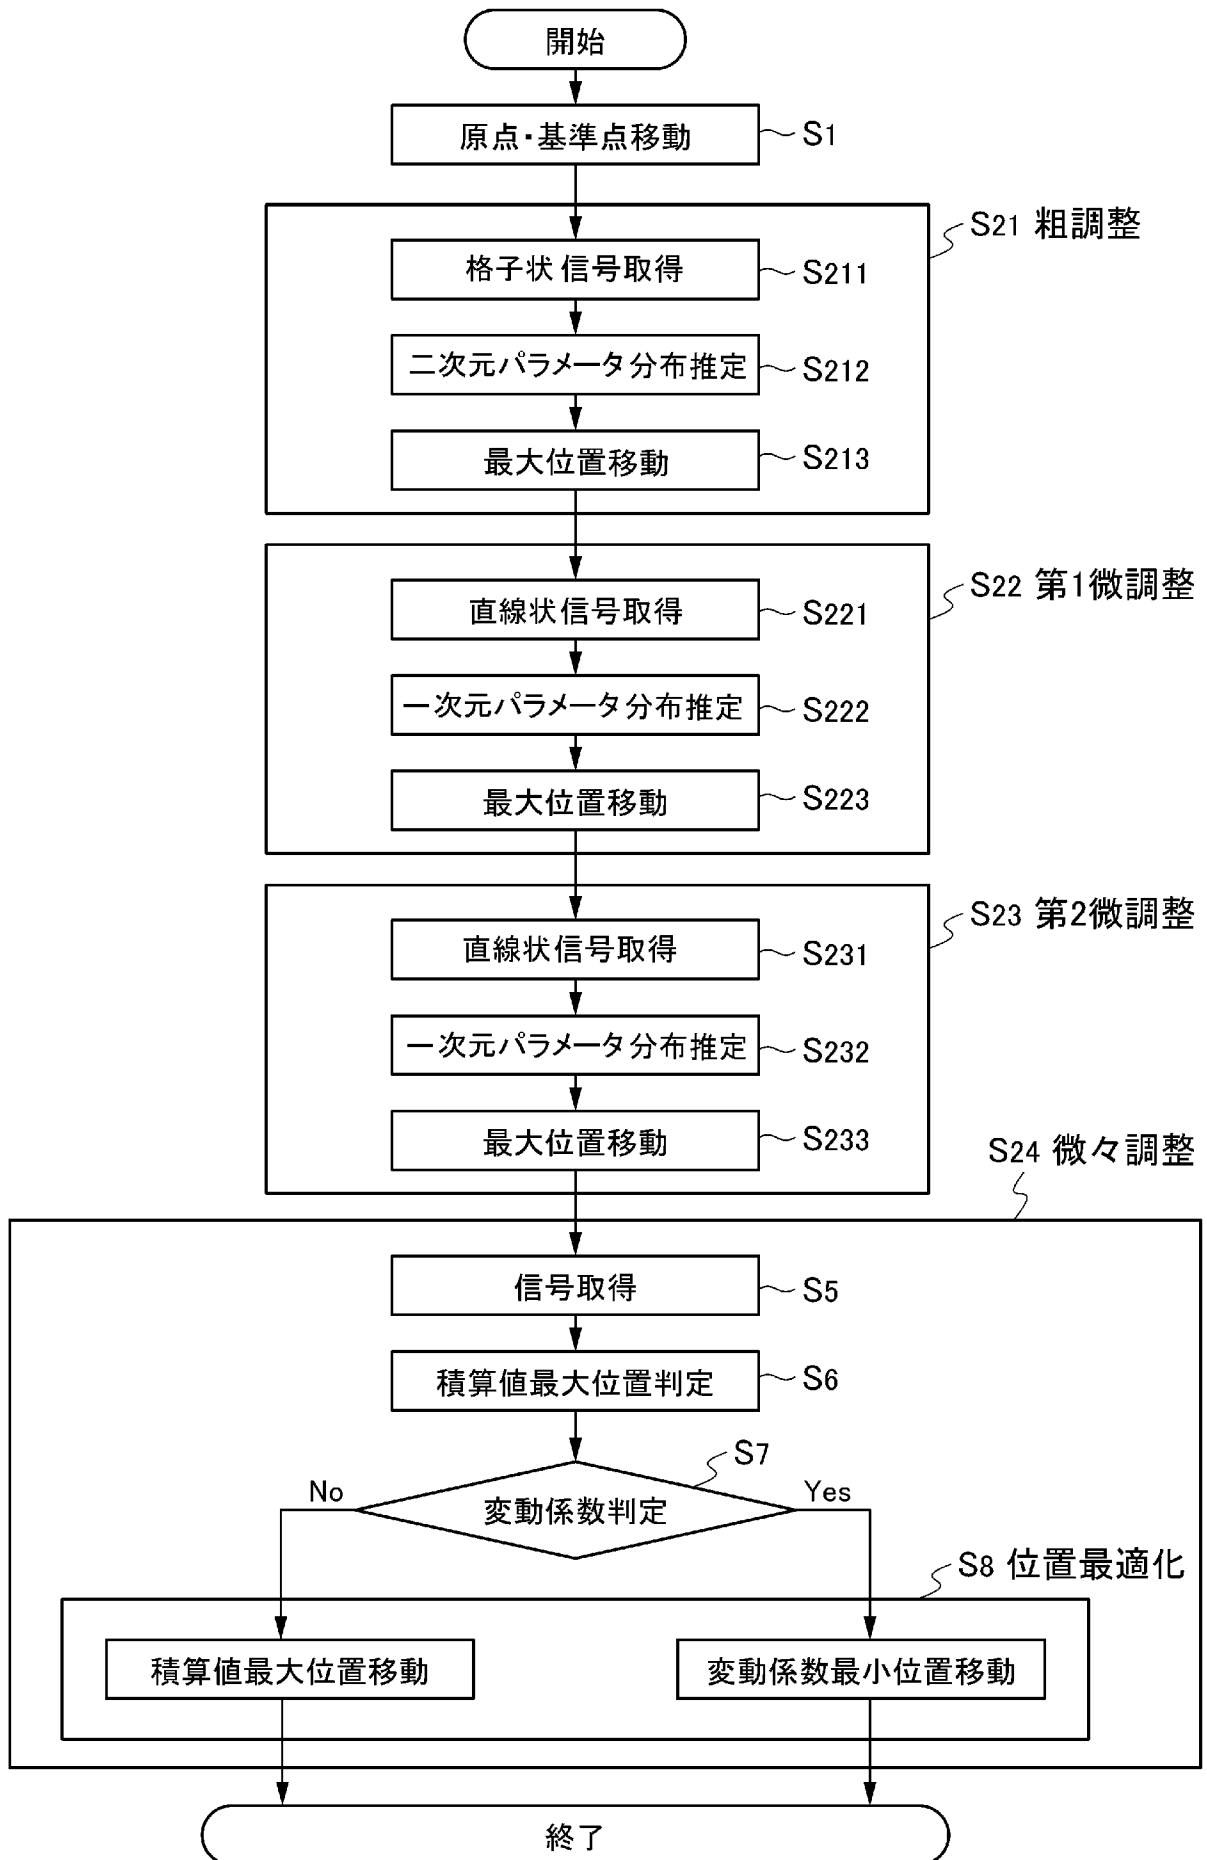 開始
原点・基準点移動
S1
S21 粗調整
格子状信号取得
S211
二次元パラメータ分布推定
S212
最大位置移動
S213
S22 第1微調整
直線状信号取得
S221
一次元パラメータ分布推定
S222
最大位置移動
S223
S23 第2微調整
直線状信号取得
S231
一次元パラメータ分布推定
S232
最大位置移動
S233
S24 微々調整
信号取得
S5
積算値最大位置判定
S6
S7
No
変動係数判定
Yes
S8 位置最適化
積算値最大位置移動
変動係数最小位置移動
終了